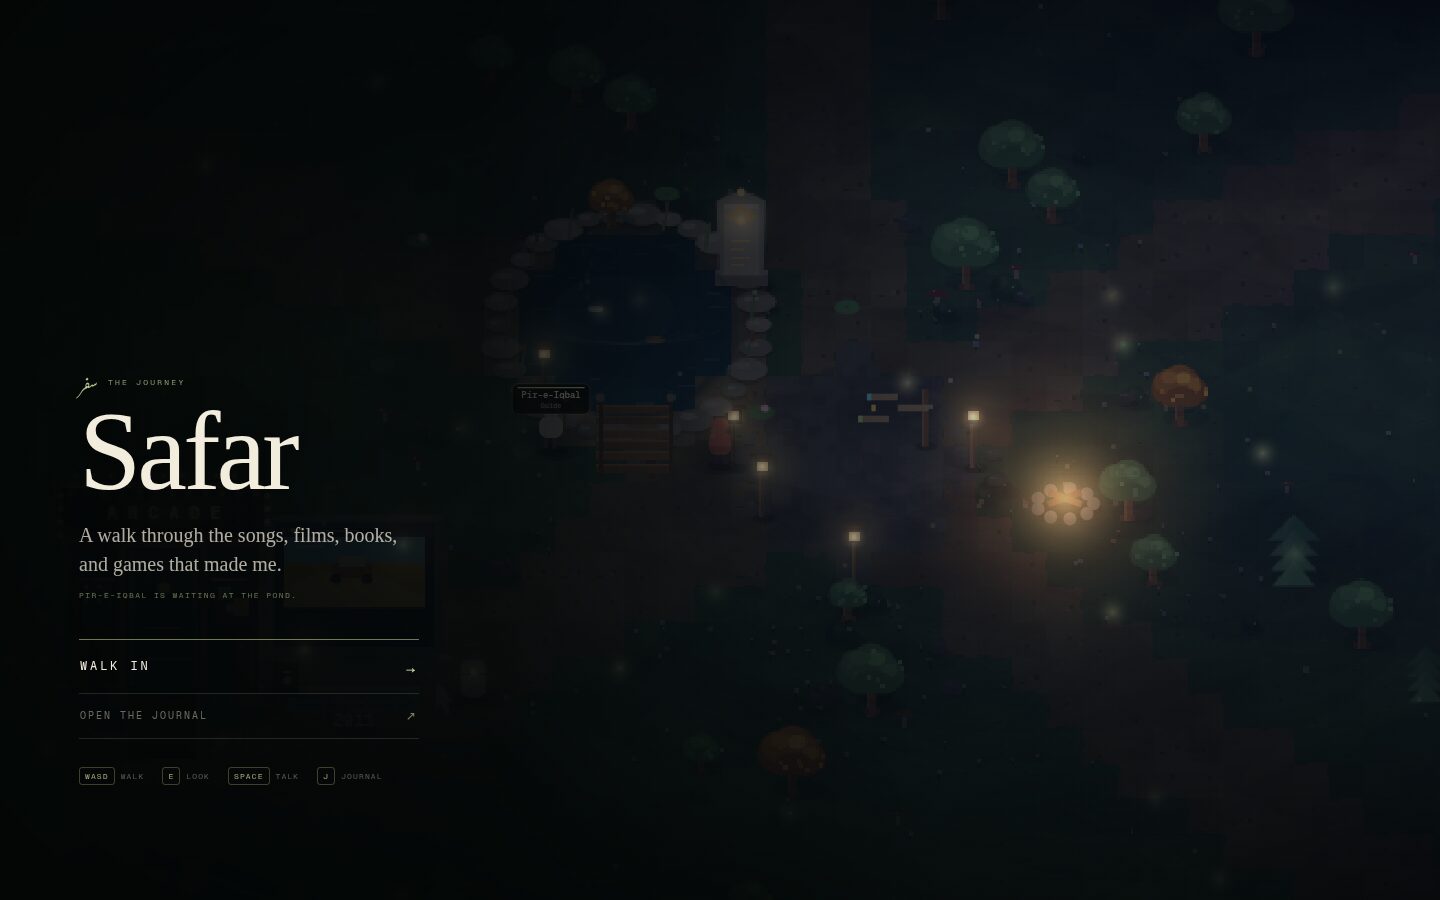 THE JOURNEY
Safar
A walk through the songs, films, books,
and games that made me.
PIR-E-IQBAL IS WAITING AT THE POND.
WALK IN →
OPEN THE JOURNAL ↗
WASD WALK E LOOK SPACE TALK J JOURNAL
Pir-e-Iqbal
Guide
ARCADE